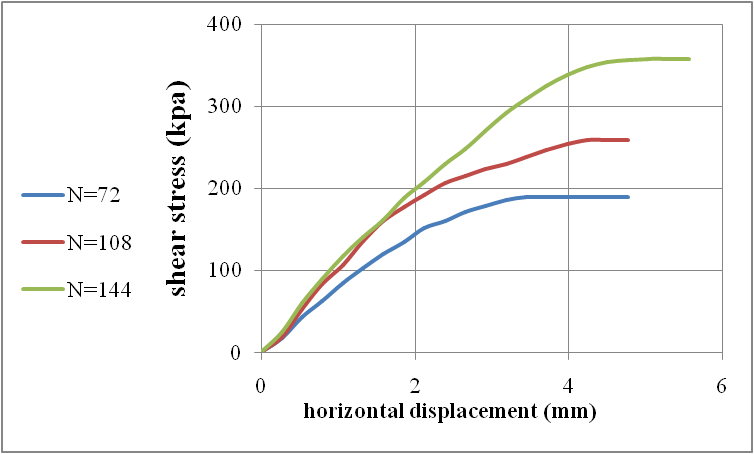 400
300
200
100
0
0 2 4 6
shear stress (kpa)
horizontal displacement (mm)
N=72
N=108
N=144